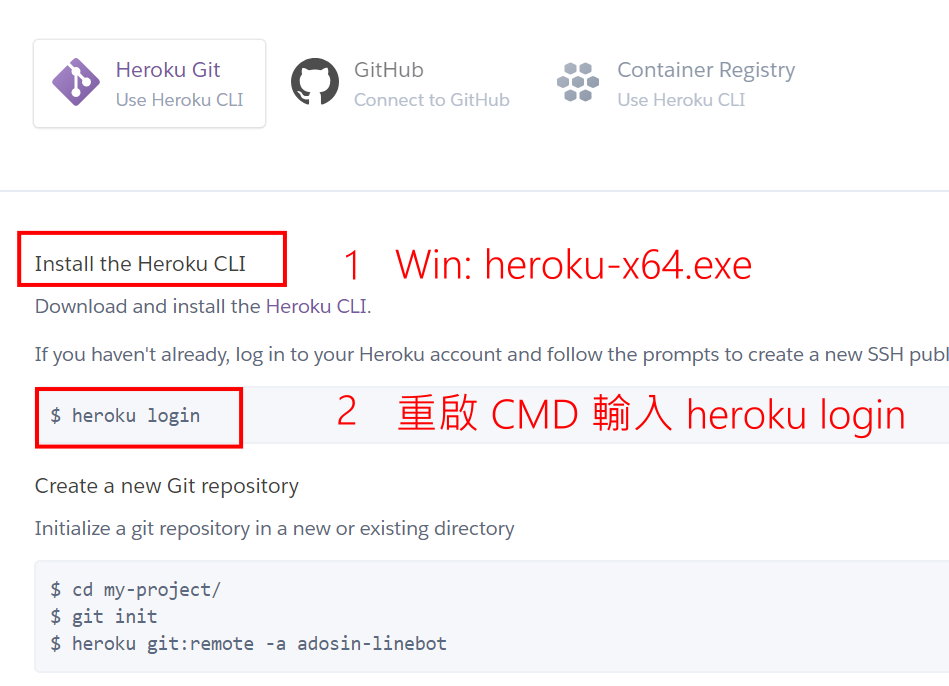 Heroku Git
Use Heroku CLI
GitHub
Connect to GitHub
Container Registry
Use Heroku CLI
Install the Heroku CLI
1 Win: heroku-x64.exe
Download and install the Heroku CLI.
If you haven't already, log in to your Heroku account and follow the prompts to create a new SSH publ
$ heroku login
2 重啟 CMD 輸入 heroku login
Create a new Git repository
Initialize a git repository in a new or existing directory
$ cd my-project/
$ git init
$ heroku git:remote -a adosin-linebot